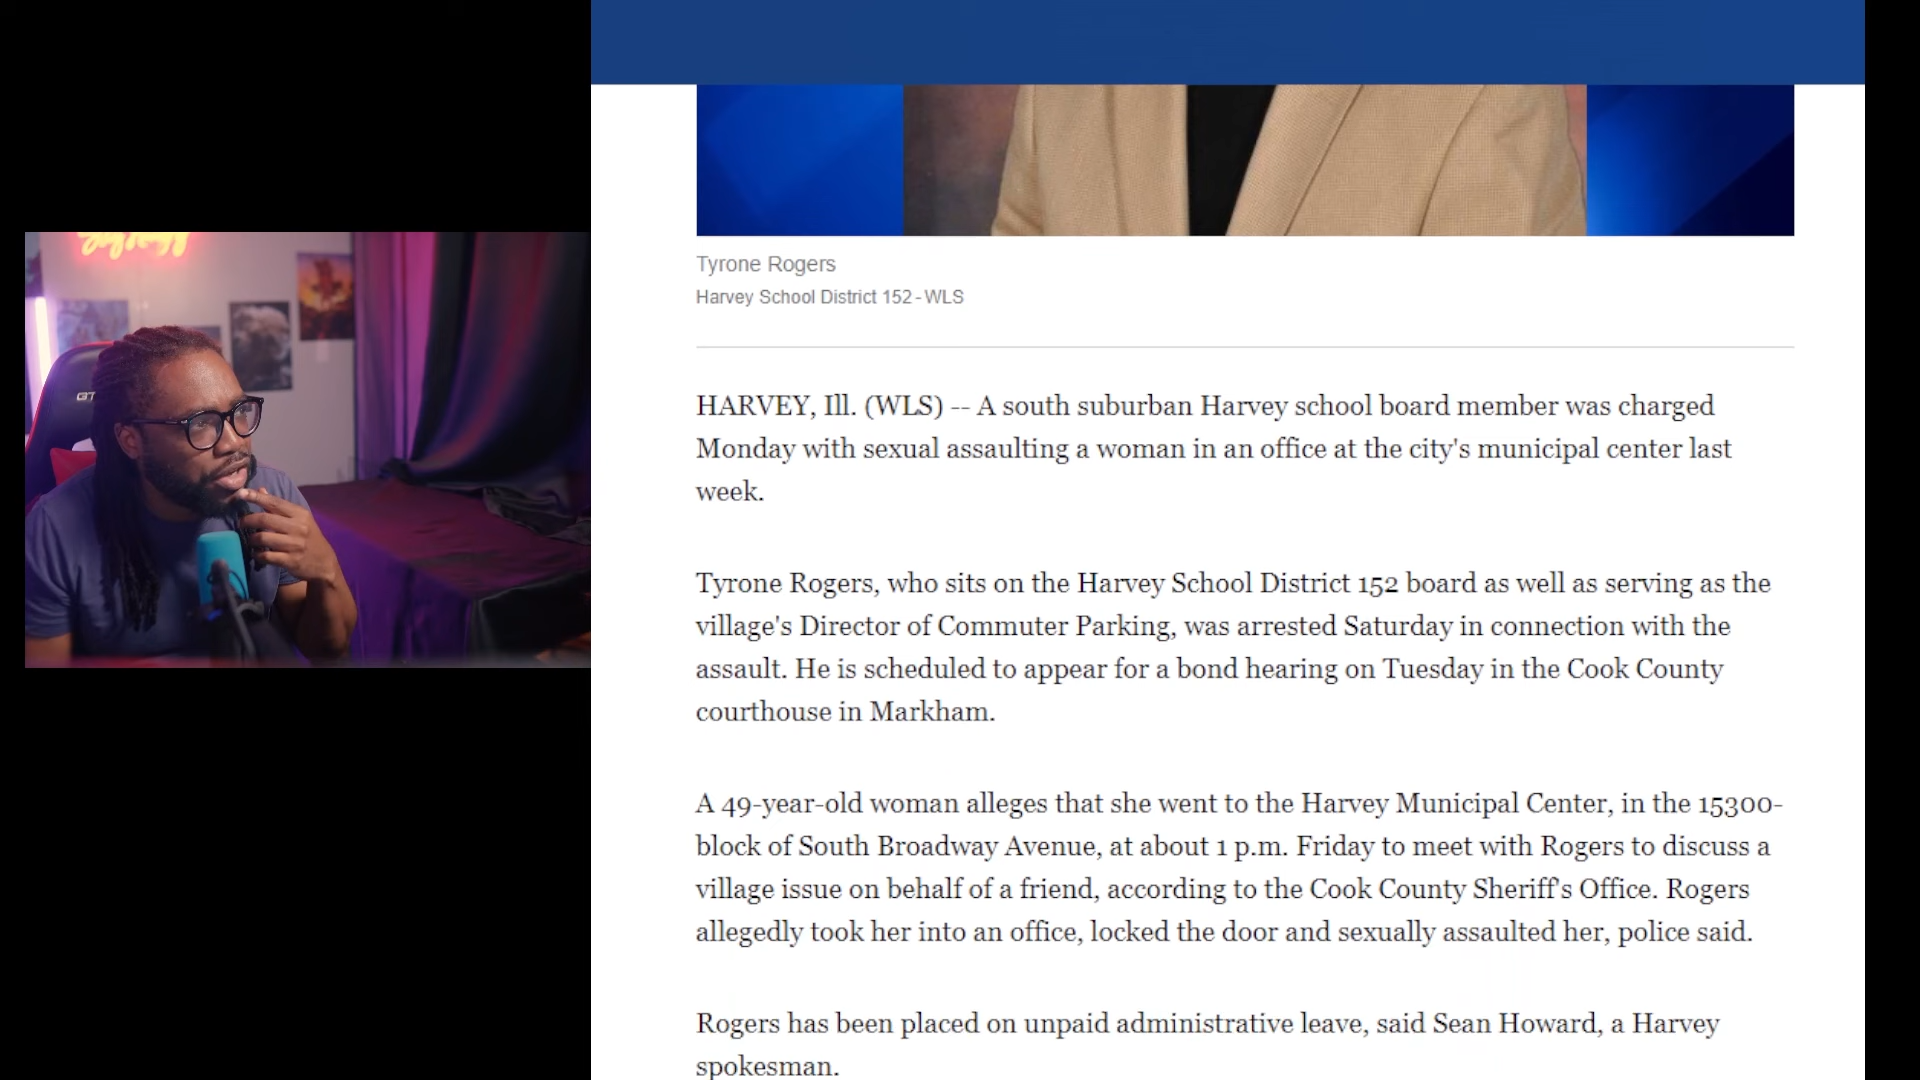 GT
Tyrone Rogers
Harvey School District 152 - WLS
HARVEY, Ill. (WLS) -- A south suburban Harvey school board member was charged
Monday with sexual assaulting a woman in an office at the city's municipal center last
week.
Tyrone Rogers, who sits on the Harvey School District 152 board as well as serving as the
village's Director of Commuter Parking, was arrested Saturday in connection with the
assault. He is scheduled to appear for a bond hearing on Tuesday in the Cook County
courthouse in Markham.
A 49-year-old woman alleges that she went to the Harvey Municipal Center, in the 15300-
block of South Broadway Avenue, at about 1 p.m. Friday to meet with Rogers to discuss a
village issue on behalf of a friend, according to the Cook County Sheriff's Office. Rogers
allegedly took her into an office, locked the door and sexually assaulted her, police said.
Rogers has been placed on unpaid administrative leave, said Sean Howard, a Harvey
spokesman.